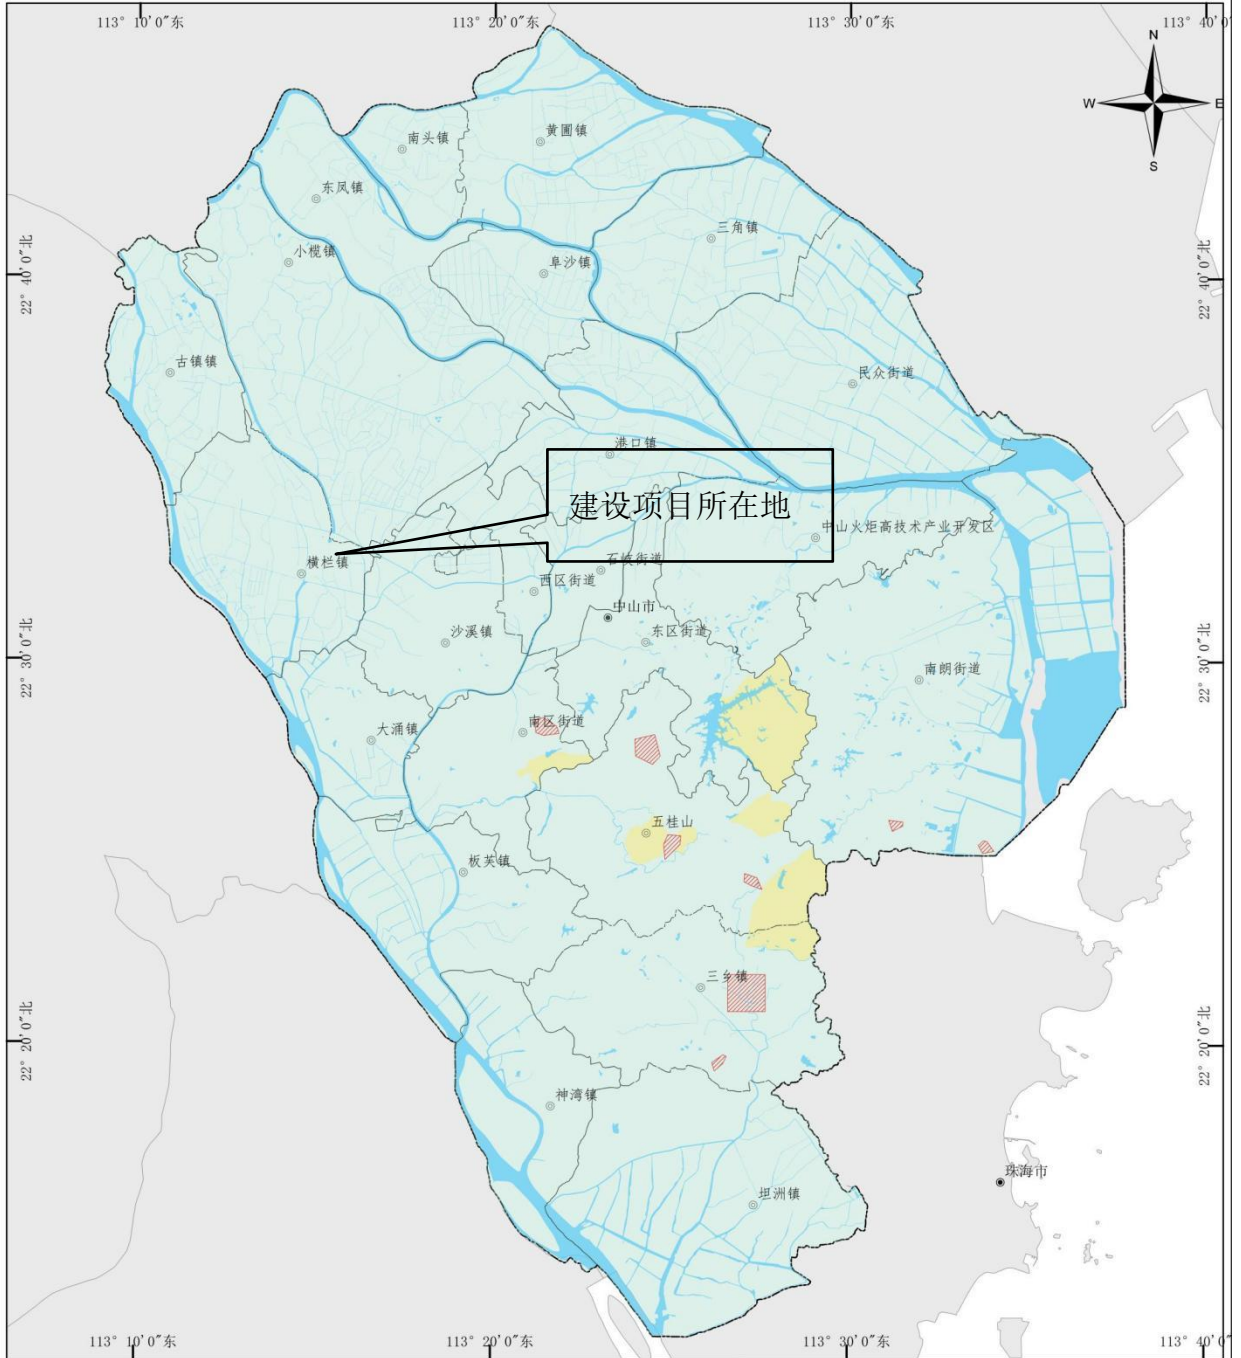 113° 10′0″东
113° 20′0″东
113° 30′0″东
113° 40′0″
N
W
E
S
黄圃镇
南头镇
东凤镇
三角镇
小榄镇
阜沙镇
22° 40′0″北
22° 40′0″北
古镇镇
民众街道
港口镇
建设项目所在地
中山火炬高技术产业开发区
横栏镇
石岐街道
西区街道
中山市
沙溪镇
东区街道
22° 30′0″北
22° 30′0″北
南朗街道
大涌镇
南区街道
五桂山
板芙镇
三乡镇
22° 20′0″北
22° 20′0″北
神湾镇
珠海市
坦洲镇
113° 10′0″东
113° 20′0″东
113° 30′0″东
113° 40′0″